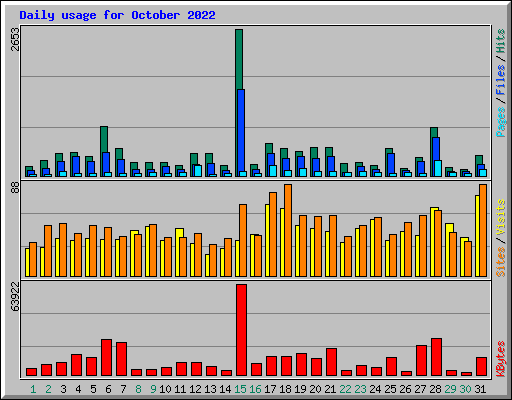 Daily usage for October 2022
2653
Pages / Files / Hits
88
Sites / Visits
63922
KBytes
1 2 3 4 5 6 7 8 9 10 11 12 13 14 15 16 17 18 19 20 21 22 23 24 25 26 27 28 29 30 31